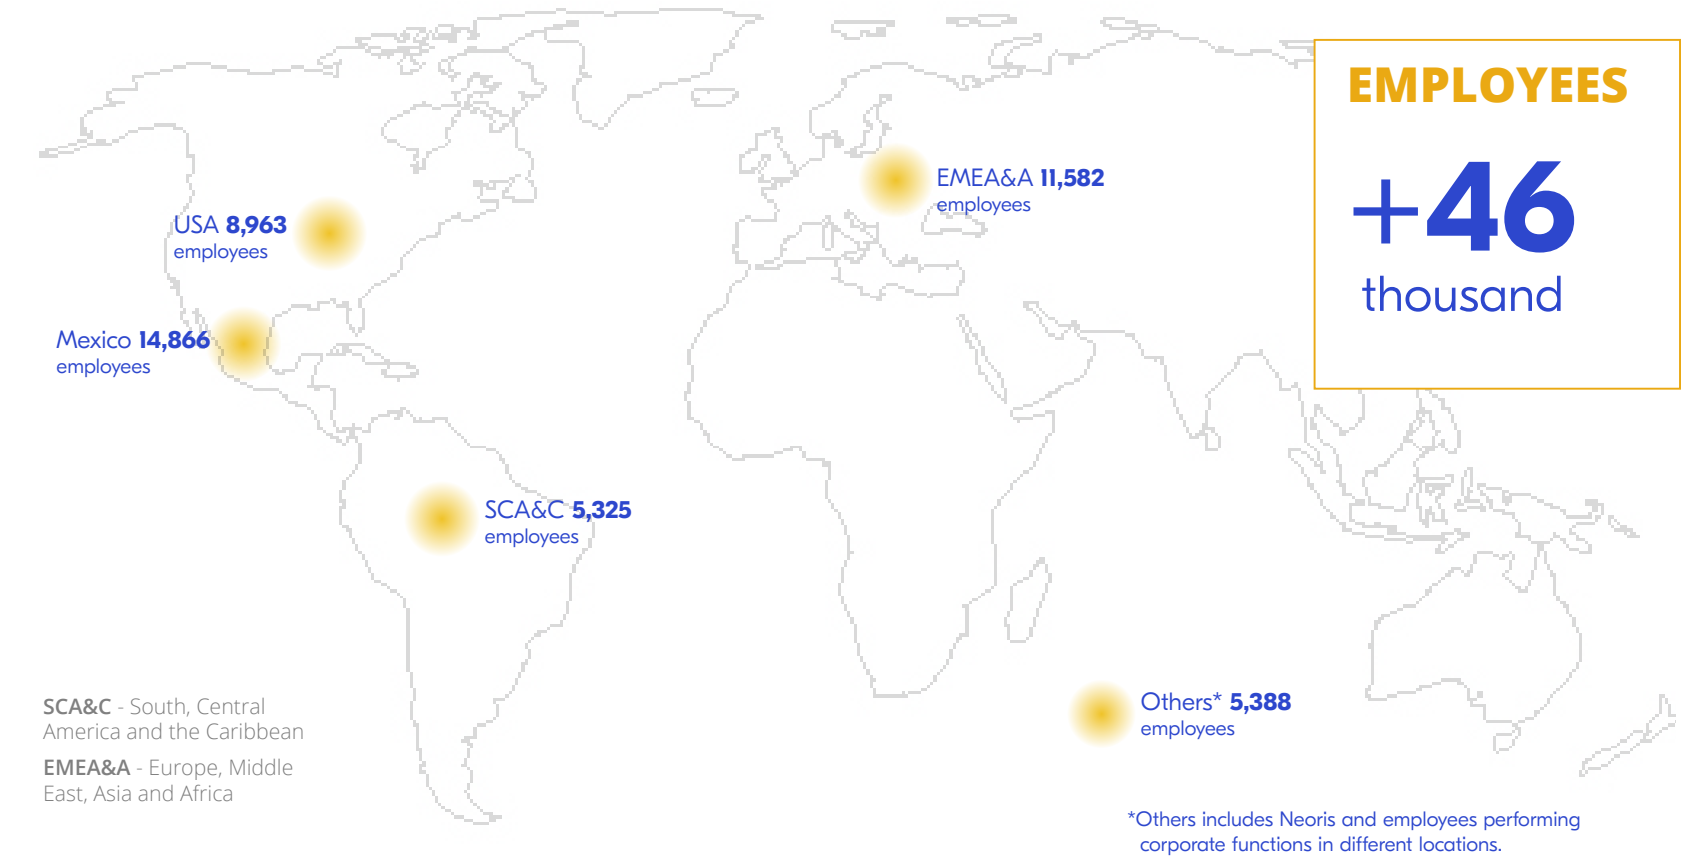 EMPLOYEES
+46
thousand
EMEA&A 11,582
employees
USA 8,963
employees
Mexico 14,866
employees
SCA&C 5,325
employees
Others* 5,388
employees
SCA&C - South, Central
America and the Caribbean
EMEA&A - Europe, Middle
East, Asia and Africa
*Others includes Neoris and employees performing
corporate functions in different locations.